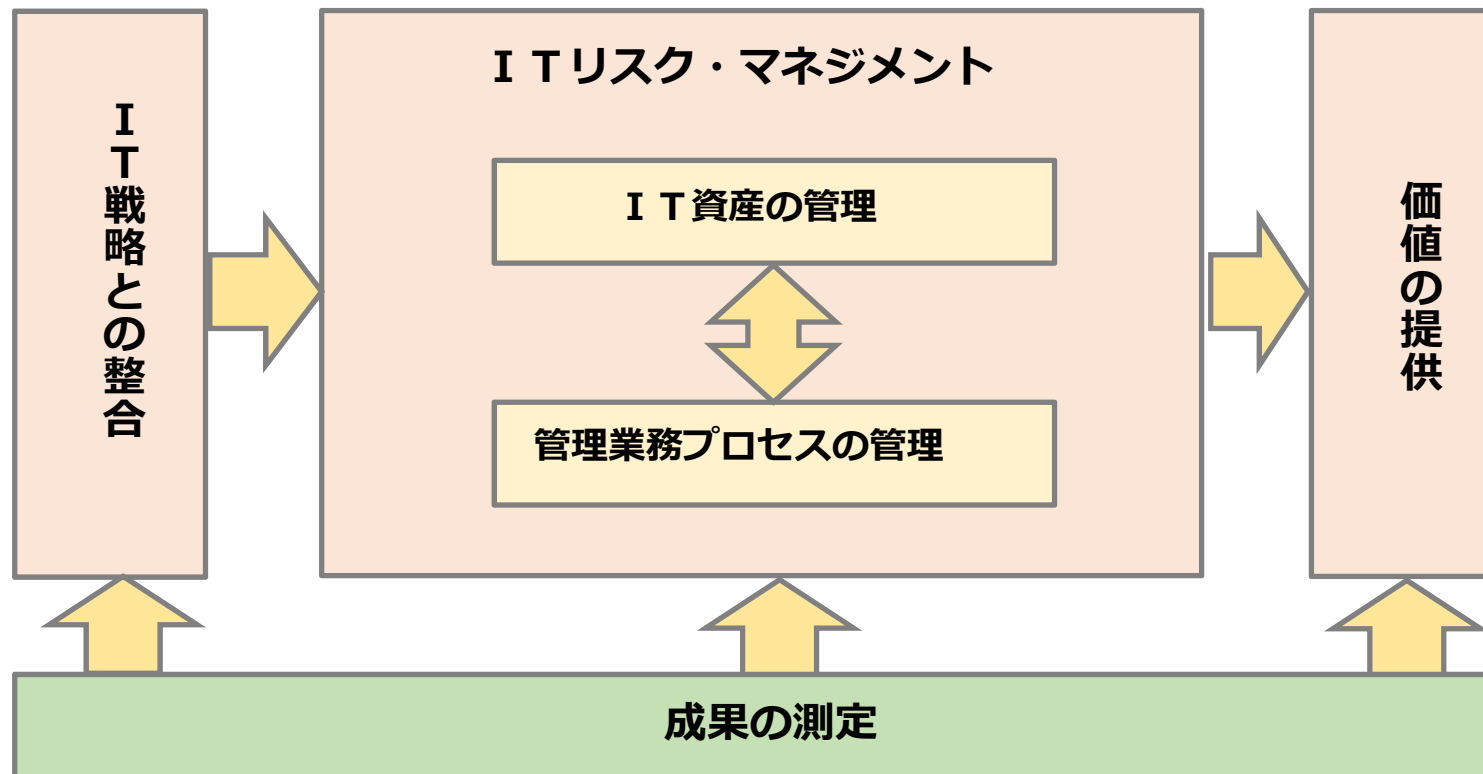 ＩＴ戦略との整合
ＩＴリスク・マネジメント
ＩＴ資産の管理
管理業務プロセスの管理
価値の提供
成果の測定